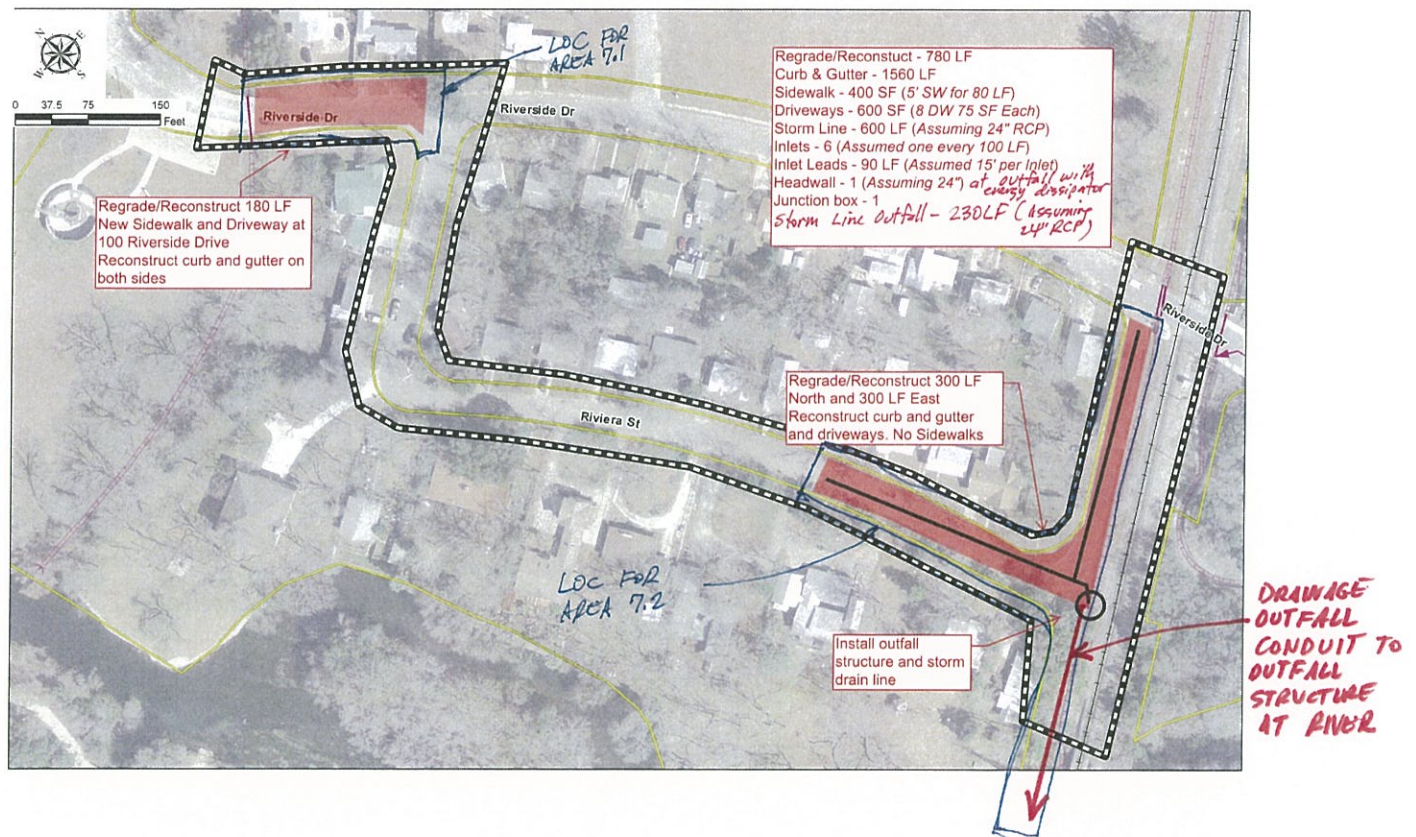 N
E
W
S
0 37.5 75 150
Feet
LOC FOR
AREA 7.1
Riverside Dr
Riverside Dr
Regrade/Reconstruct - 780 LF
Curb & Gutter - 1560 LF
Sidewalk - 400 SF (5' SW for 80 LF)
Driveways - 600 SF (8 DW 75 SF Each)
Storm Line - 600 LF (Assuming 24" RCP)
Inlets - 6 (Assumed one every 100 LF)
Inlet Leads - 90 LF (Assumed 15' per Inlet)
Headwall - 1 (Assuming 24") at outfall with
energy dissipator
Junction box - 1
Storm Line Outfall - 230LF (Assuming
24" RCP)
Regrade/Reconstruct 180 LF
New Sidewalk and Driveway at
100 Riverside Drive
Reconstruct curb and gutter on
both sides
Riverside Dr
Regrade/Reconstruct 300 LF
North and 300 LF East
Reconstruct curb and gutter
and driveways. No Sidewalks
Riviera St
LOC FOR
AREA 7.2
Install outfall
structure and storm
drain line
DRAINAGE
OUTFALL
CONDUIT TO
OUTFALL
STRUCTURE
AT RIVER